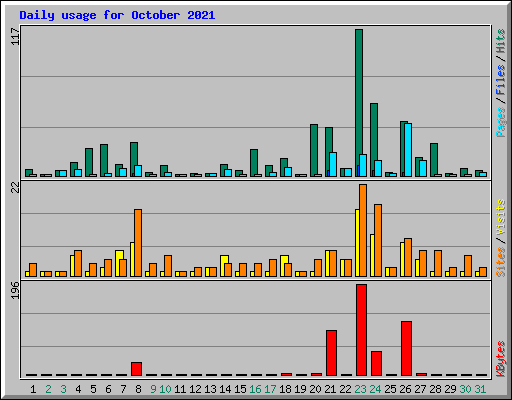 Daily usage for October 2021
117
Pages / Files / Hits
22
Sites / Visits
196
KBytes
1 2 3 4 5 6 7 8 9 10 11 12 13 14 15 16 17 18 19 20 21 22 23 24 25 26 27 28 29 30 31